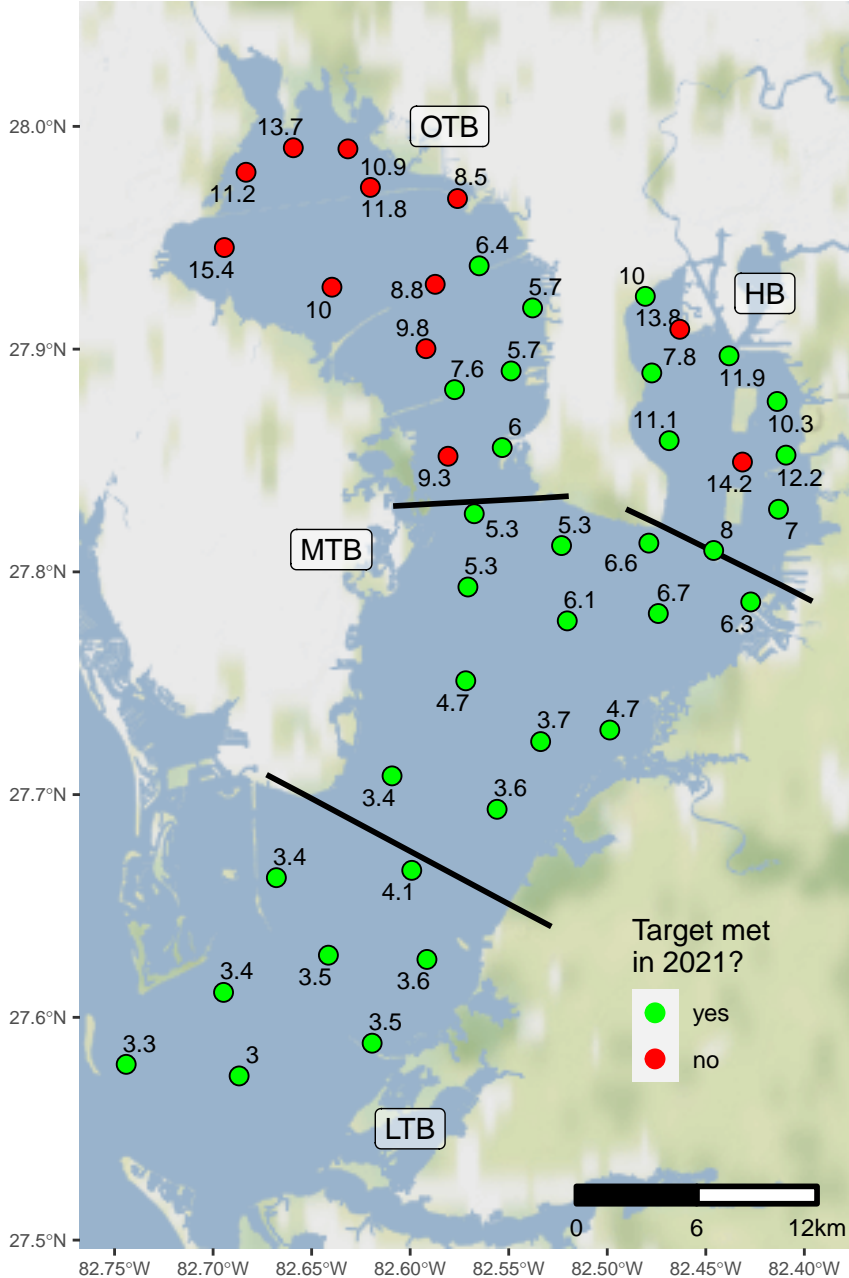 28.0°N
27.9°N
27.8°N
27.7°N
27.6°N
27.5°N
OTB
13.7
11.2
10.9
11.8
8.5
15.4
6.4
10
8.8
5.7
9.8
7.6
5.7
6
9.3
HB
10
13.8
7.8
11.9
10.3
11.1
14.2
12.2
7
8
MTB
5.3
5.3
6.6
5.3
6.1
6.7
6.3
4.7
3.7
4.7
3.4
3.6
3.4
4.1
3.5
3.6
3.4
3.5
3.3
3
LTB
Target met
in 2021?
yes
no
0 6 12km
82.75°W 82.70°W 82.65°W 82.60°W 82.55°W 82.50°W 82.45°W 82.40°W